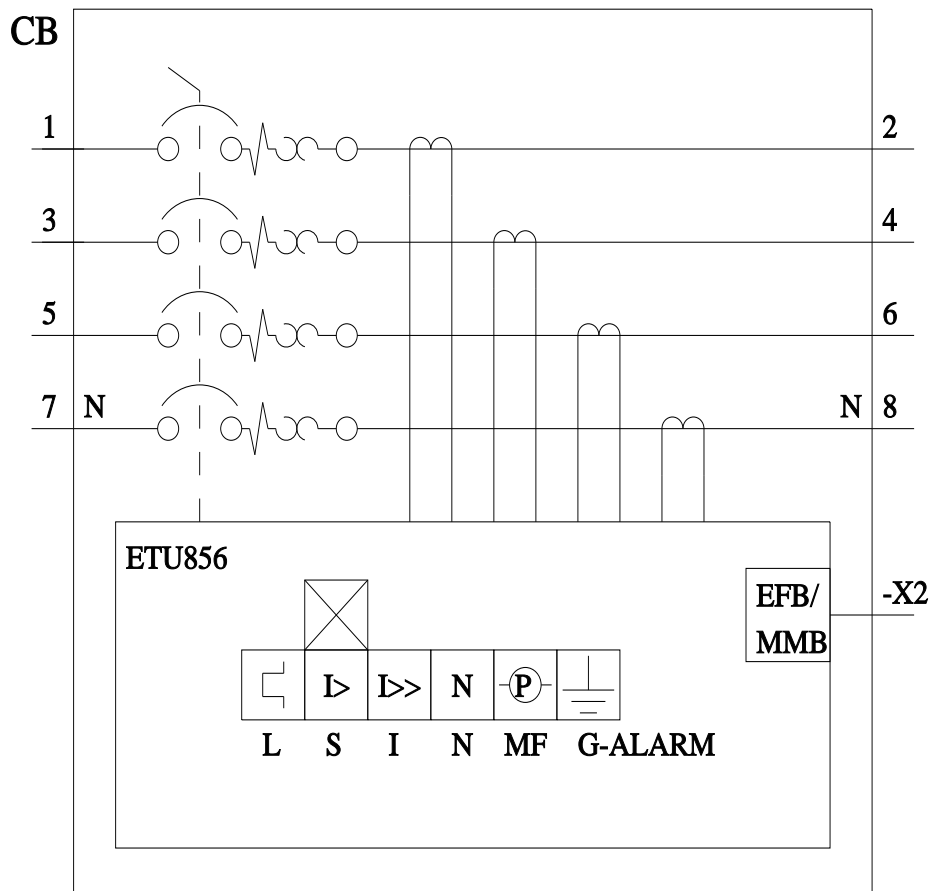 CB
1 2
3 4
5 6
7 N N 8
ETU856
EFB/ -X2
MMB
I> I>> N P
L S I N MF G-ALARM